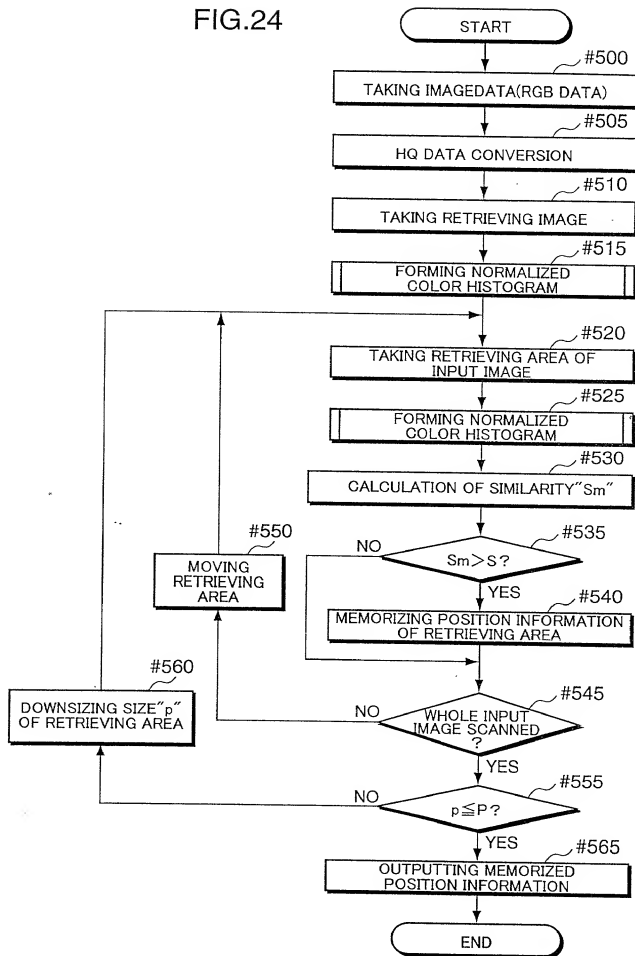 FIG.24
START
#500
TAKING IMAGEDATA(RGB DATA)
#505
HQ DATA CONVERSION
#510
TAKING RETRIEVING IMAGE
#515
FORMING NORMALIZED
COLOR HISTOGRAM
#520
TAKING RETRIEVING AREA OF
INPUT IMAGE
#525
FORMING NORMALIZED
COLOR HISTOGRAM
#530
CALCULATION OF SIMILARITY"Sm"
#535
NO
Sm>S?
YES
#550
MOVING
RETRIEVING
AREA
#540
MEMORIZING POSITION INFORMATION
OF RETRIEVING AREA
#560
DOWNSIZING SIZE"p"
OF RETRIEVING AREA
#545
NO
WHOLE INPUT
IMAGE SCANNED
?
YES
#555
NO
p≦P?
YES
#565
OUTPUTTING MEMORIZED
POSITION INFORMATION
END